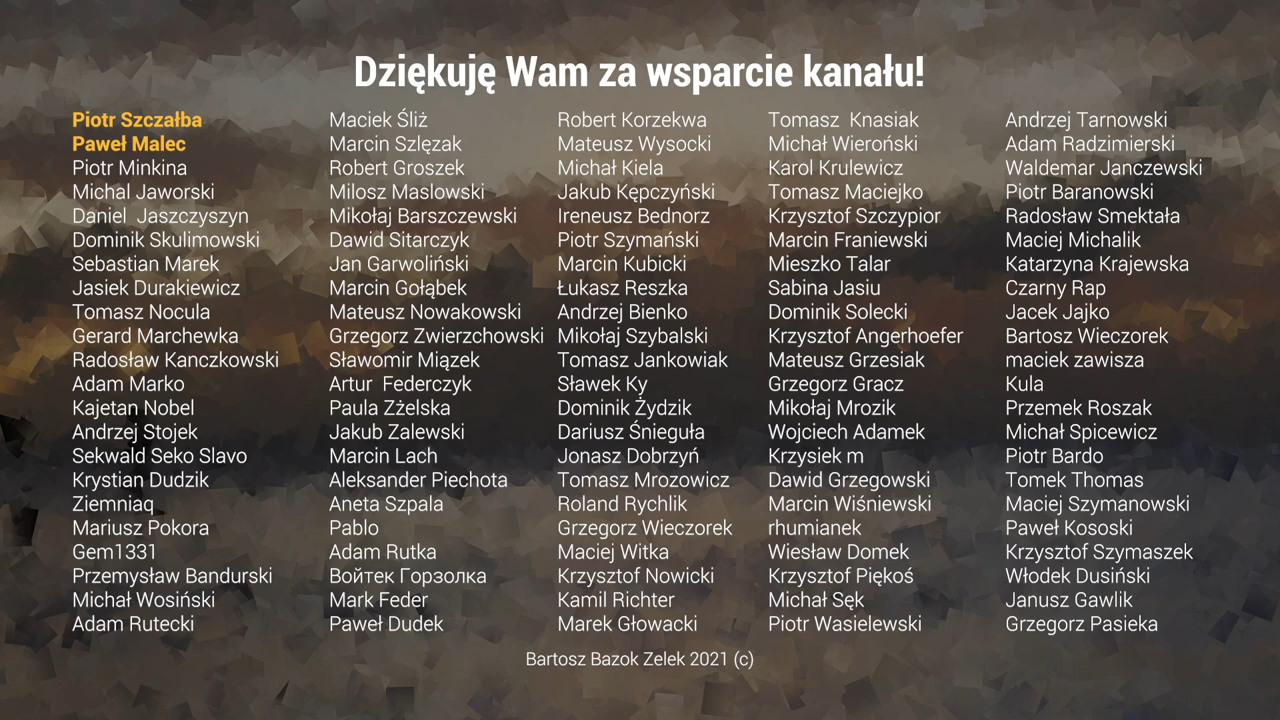 Dziękuję Wam za wsparcie kanału!
Piotr Szczałba
Paweł Malec
Piotr Minkina
Michal Jaworski
Daniel  Jaszczyszyn
Dominik Skulimowski
Sebastian Marek
Jasiek Durakiewicz
Tomasz Nocula
Gerard Marchewka
Radosław Kanczkowski
Adam Marko
Kajetan Nobel
Andrzej Stojek
Sekwald Seko Slavo
Krystian Dudzik
Ziemniaq
Mariusz Pokora
Gem1331
Przemysław Bandurski
Michał Wosiński
Adam Rutecki
Maciek Śliż
Marcin Szlęzak
Robert Groszek
Milosz Maslowski
Mikołaj Barszczewski
Dawid Sitarczyk
Jan Garwoliński
Marcin Gołąbek
Mateusz Nowakowski
Grzegorz Zwierzchowski
Sławomir Miązek
Artur  Federczyk
Paula Zżelska
Jakub Zalewski
Marcin Lach
Aleksander Piechota
Aneta Szpala
Pablo
Adam Rutka
Войтек Горзолка
Mark Feder
Paweł Dudek
Robert Korzekwa
Mateusz Wysocki
Michał Kiela
Jakub Kępczyński
Ireneusz Bednorz
Piotr Szymański
Marcin Kubicki
Łukasz Reszka
Andrzej Bienko
Mikołaj Szybalski
Tomasz Jankowiak
Sławek Ky
Dominik Żydzik
Dariusz Śnieguła
Jonasz Dobrzyń
Tomasz Mrozowicz
Roland Rychlik
Grzegorz Wieczorek
Maciej Witka
Krzysztof Nowicki
Kamil Richter
Marek Głowacki
Tomasz  Knasiak
Michał Wieroński
Karol Krulewicz
Tomasz Maciejko
Krzysztof Szczypior
Marcin Franiewski
Mieszko Talar
Sabina Jasiu
Dominik Solecki
Krzysztof Angerhoefer
Mateusz Grzesiak
Grzegorz Gracz
Mikołaj Mrozik
Wojciech Adamek
Krzysiek m
Dawid Grzegowski
Marcin Wiśniewski
rhumianek
Wiesław Domek
Krzysztof Piękoś
Michał Sęk
Piotr Wasielewski
Andrzej Tarnowski
Adam Radzimierski
Waldemar Janczewski
Piotr Baranowski
Radosław Smektała
Maciej Michalik
Katarzyna Krajewska
Czarny Rap
Jacek Jajko
Bartosz Wieczorek
maciek zawisza
Kula
Przemek Roszak
Michał Spicewicz
Piotr Bardo
Tomek Thomas
Maciej Szymanowski
Paweł Kososki
Krzysztof Szymaszek
Włodek Dusiński
Janusz Gawlik
Grzegorz Pasieka
Bartosz Bazok Zelek 2021 (c)